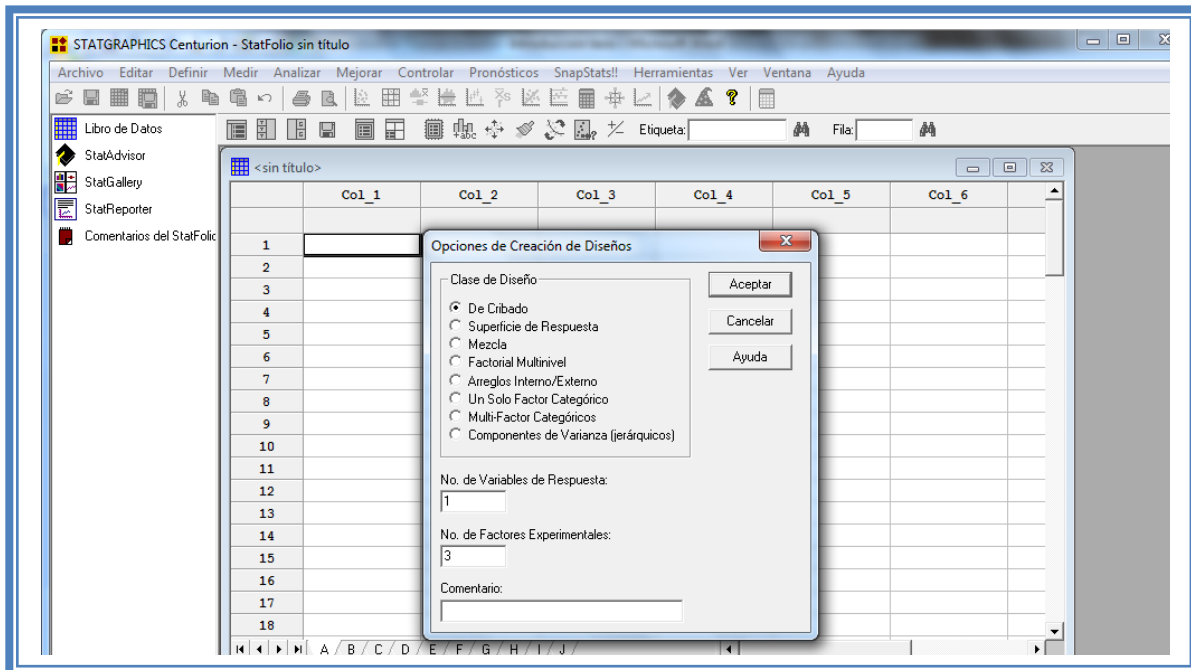 STATGRAPHICS Centurion - StatFolio sin título
Archivo Editar Definir Medir Analizar Mejorar Controlar Pronósticos SnapStats!! Herramientas Ver Ventana Ayuda
Etiqueta: Fila:
Libro de Datos
StatAdvisor
StatGallery
StatReporter
Comentarios del StatFolic
<sin título>
Col_1 Col_2 Col_3 Col_4 Col_5 Col_6
1
2
3
4
5
6
7
8
9
10
11
12
13
14
15
16
17
18
A / B / C / D / E / F / G / H / I / J /
Opciones de Creación de Diseños
Clase de Diseño
De Cribado
Superficie de Respuesta
Mezcla
Factorial Multinivel
Arreglos Interno/Externo
Un Solo Factor Categórico
Multi-Factor Categóricos
Componentes de Varianza (jerárquicos)
Aceptar
Cancelar
Ayuda
No. de Variables de Respuesta:
1
No. de Factores Experimentales:
3
Comentario: